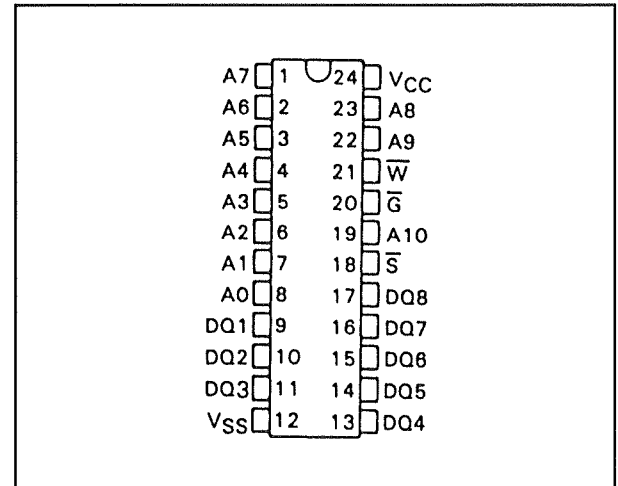 A7 1 24 VCC
A6 2 23 A8
A5 3 22 A9
A4 4 21 W̅
A3 5 20 G̅
A2 6 19 A10
A1 7 18 S̅
A0 8 17 DQ8
DQ1 9 16 DQ7
DQ2 10 15 DQ6
DQ3 11 14 DQ5
VSS 12 13 DQ4